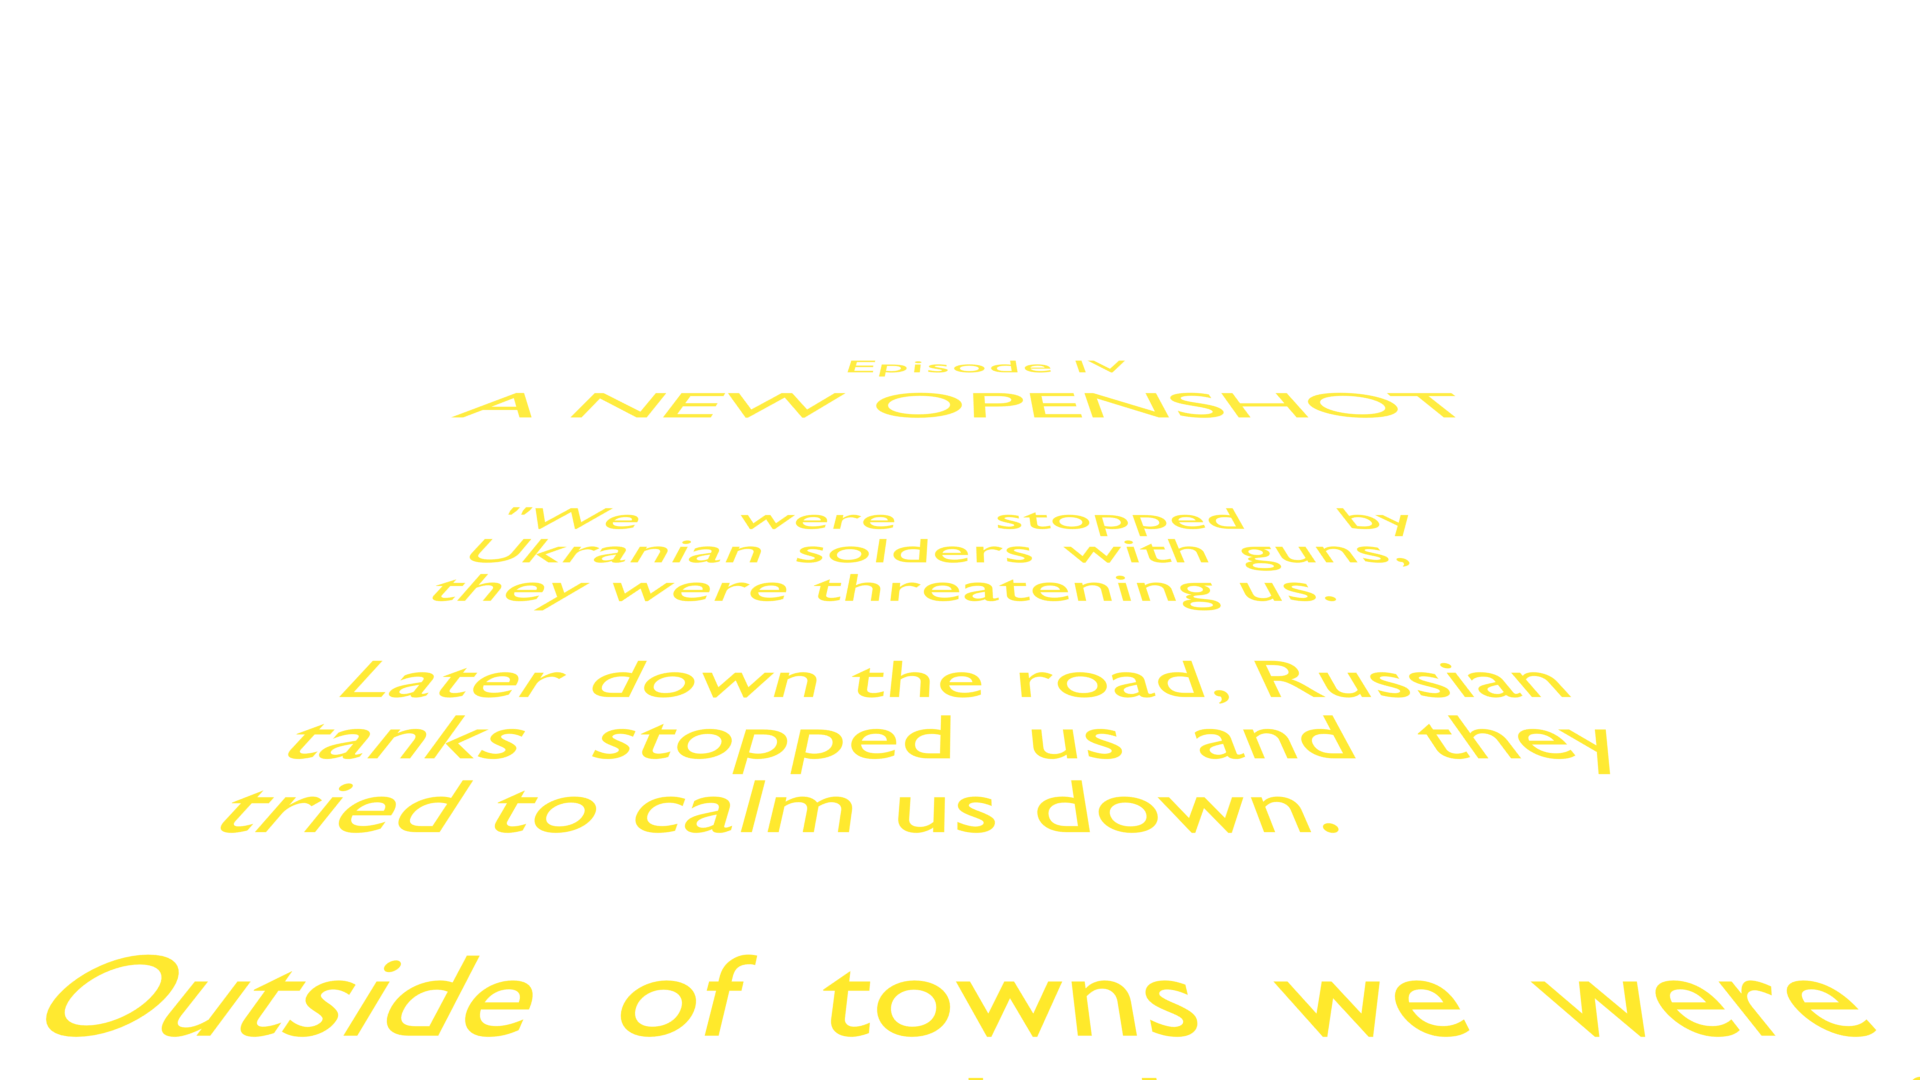 Episode IV
A NEW OPENSHOT
"We were stopped by
Ukranian solders with guns,
they were threatening us.
Later down the road, Russian
tanks stopped us and they
tried to calm us down.
Outside of towns we were